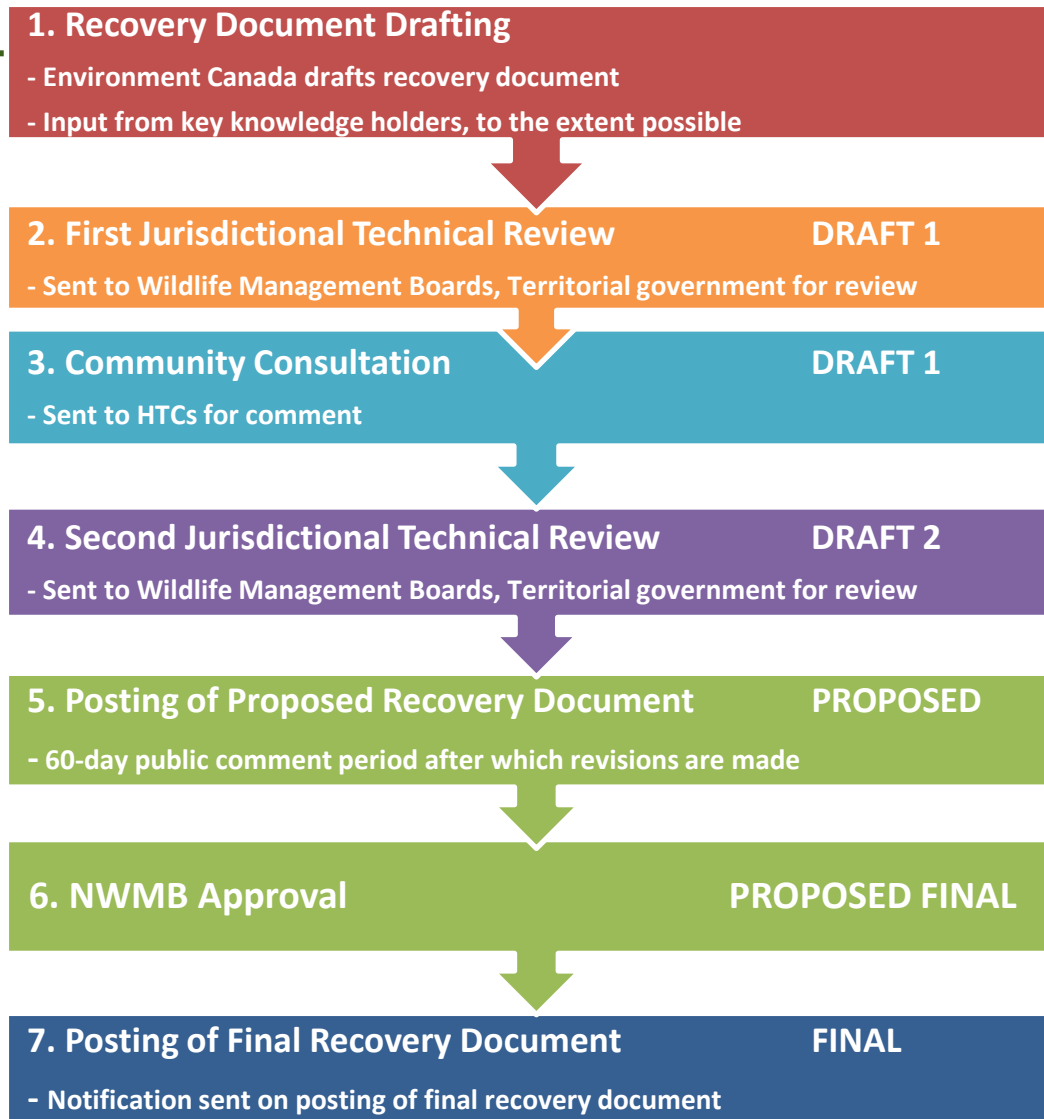 1. Recovery Document Drafting
- Environment Canada drafts recovery document
- Input from key knowledge holders, to the extent possible
2. First Jurisdictional Technical Review DRAFT 1
- Sent to Wildlife Management Boards, Territorial government for review
3. Community Consultation DRAFT 1
- Sent to HTCs for comment
4. Second Jurisdictional Technical Review DRAFT 2
- Sent to Wildlife Management Boards, Territorial government for review
5. Posting of Proposed Recovery Document PROPOSED
- 60-day public comment period after which revisions are made
6. NWMB Approval PROPOSED FINAL
7. Posting of Final Recovery Document FINAL
- Notification sent on posting of final recovery document